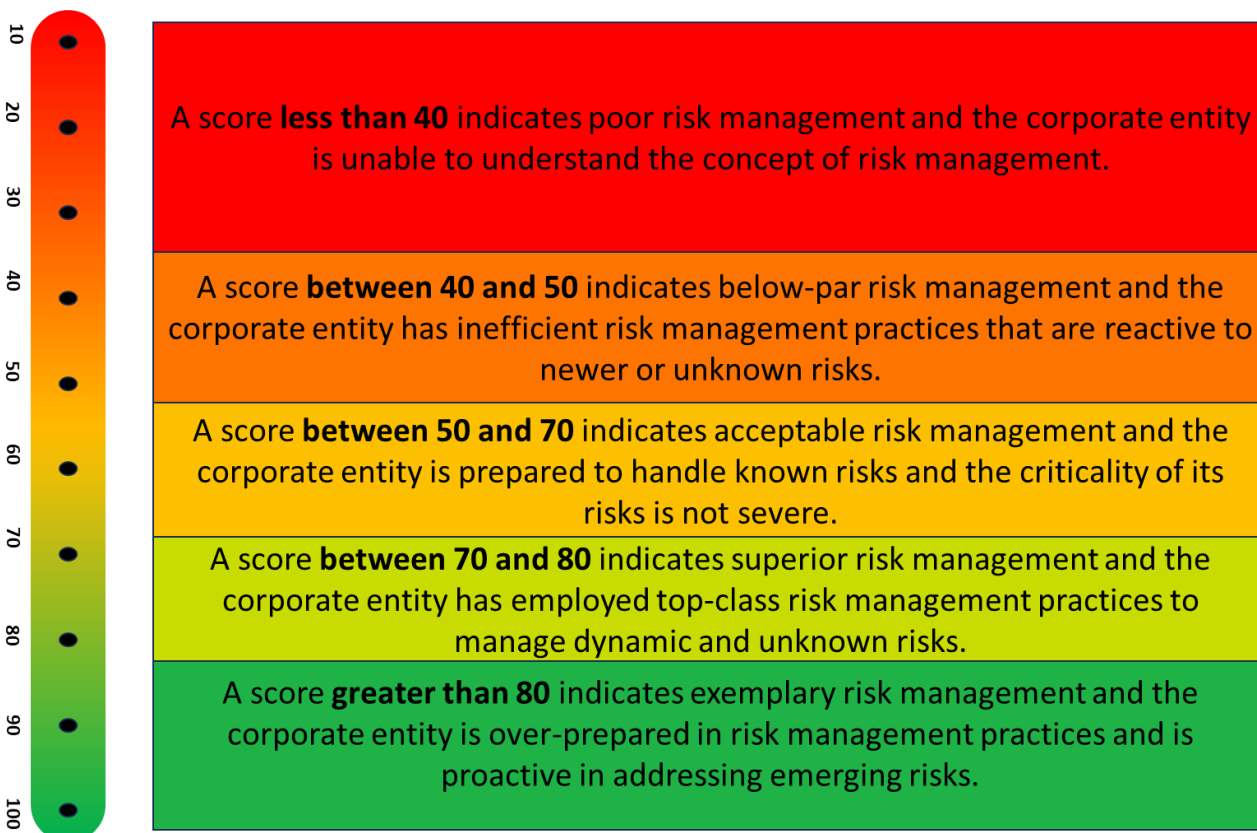 10
20
30
40
50
60
70
80
90
100
A score less than 40 indicates poor risk management and the corporate entity
is unable to understand the concept of risk management.
A score between 40 and 50 indicates below-par risk management and the
corporate entity has inefficient risk management practices that are reactive to
newer or unknown risks.
A score between 50 and 70 indicates acceptable risk management and the
corporate entity is prepared to handle known risks and the criticality of its
risks is not severe.
A score between 70 and 80 indicates superior risk management and the
corporate entity has employed top-class risk management practices to
manage dynamic and unknown risks.
A score greater than 80 indicates exemplary risk management and the
corporate entity is over-prepared in risk management practices and is
proactive in addressing emerging risks.